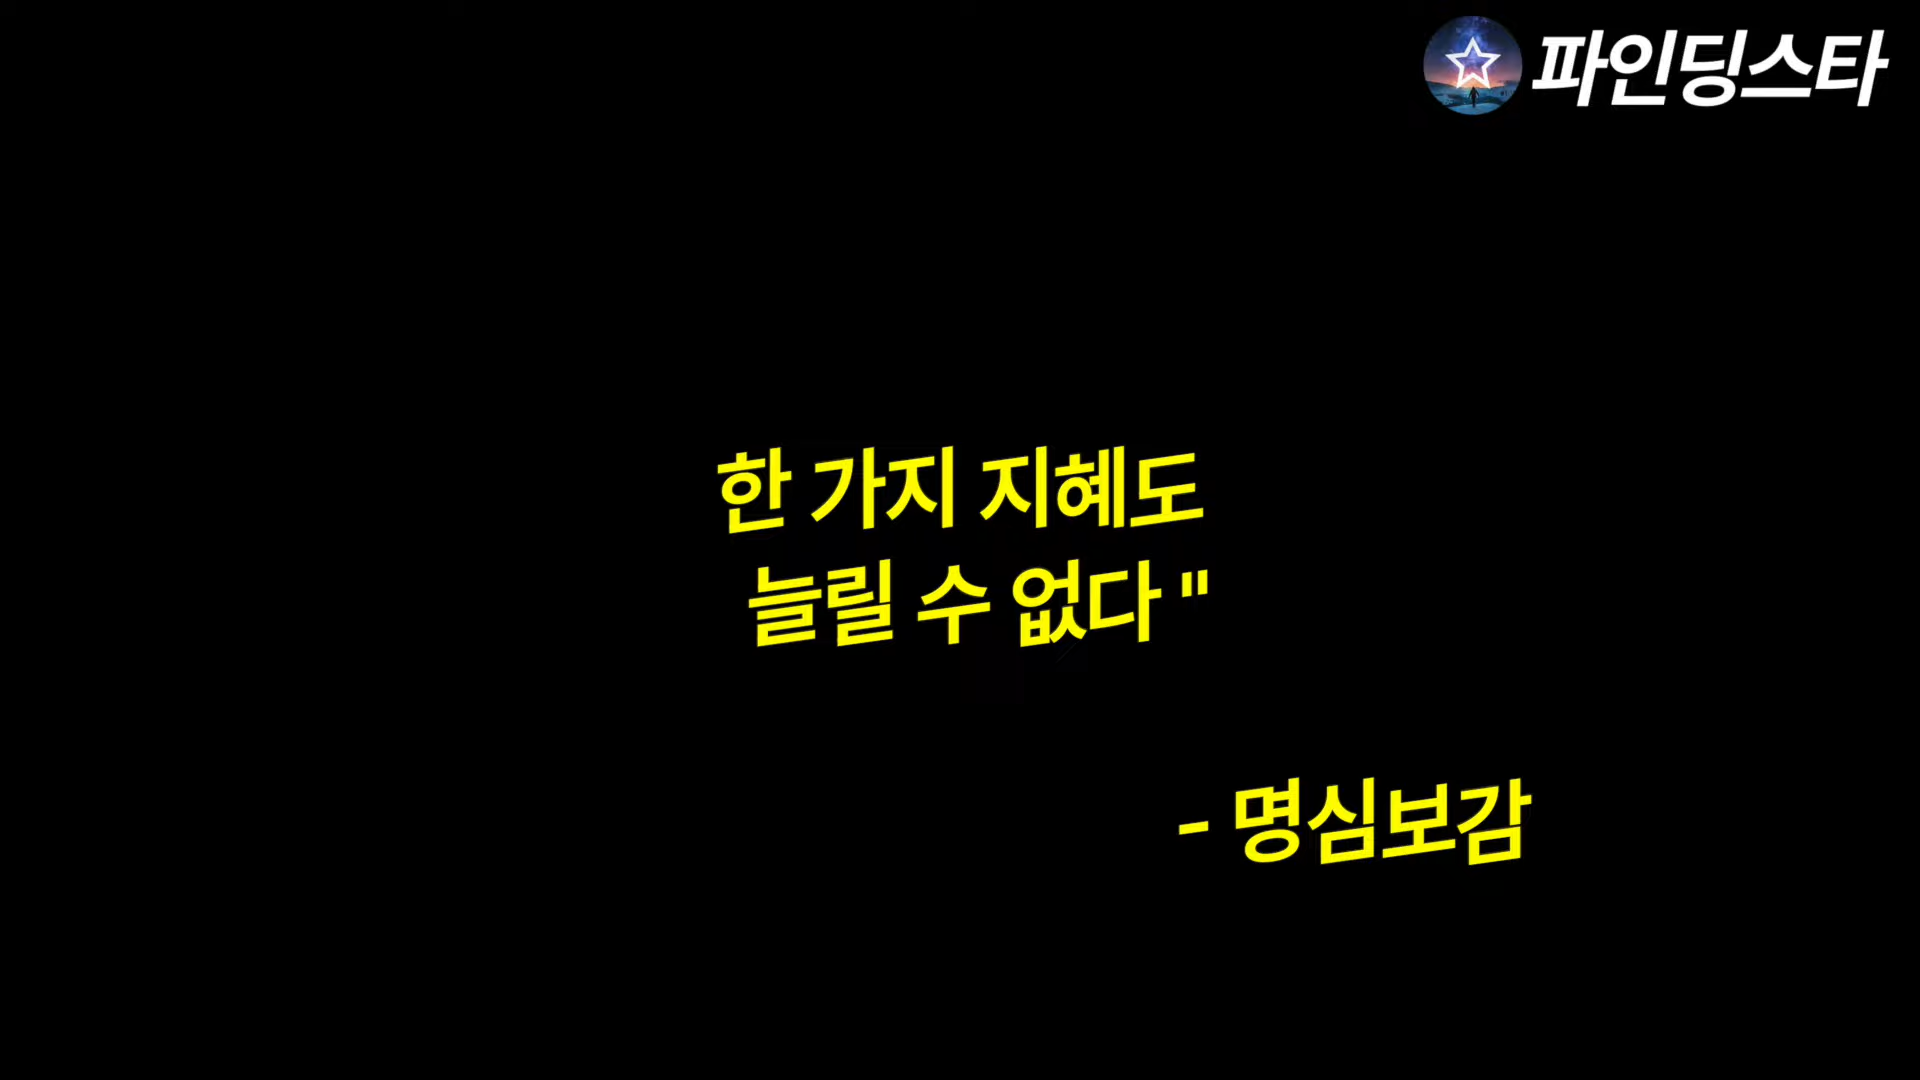 파인딩스타
한 가지 지혜도
늘릴 수 없다 "
- 명심보감